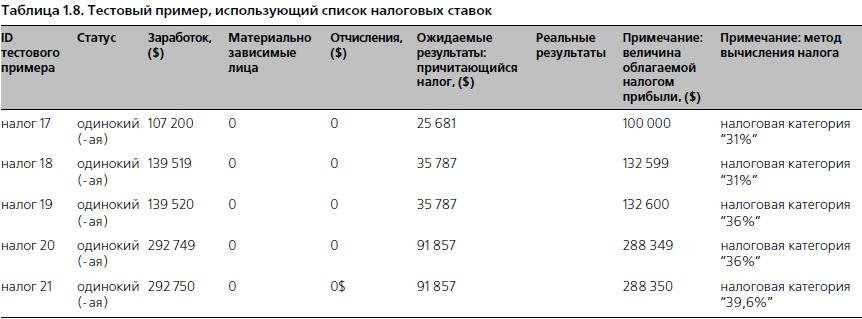 Таблица 1.8. Тестовый пример, использующий список налоговых ставок
ID тестового примера Статус Заработок, ($) Материально зависимые лица Отчисления, ($) Ожидаемые результаты: причитающийся налог, ($) Реальные результаты Примечание: величина облагаемой налогом прибыли, ($) Примечание: метод вычисления налога
налог 17 одинокий (-ая) 107 200 0 0 25 681 100 000 налоговая категория “31%”
налог 18 одинокий (-ая) 139 519 0 0 35 787 132 599 налоговая категория “31%”
налог 19 одинокий (-ая) 139 520 0 0 35 787 132 600 налоговая категория “36%”
налог 20 одинокий (-ая) 292 749 0 0 91 857 288 349 налоговая категория “36%”
налог 21 одинокий (-ая) 292 750 0 0$ 91 857 288 350 налоговая категория “39,6%”